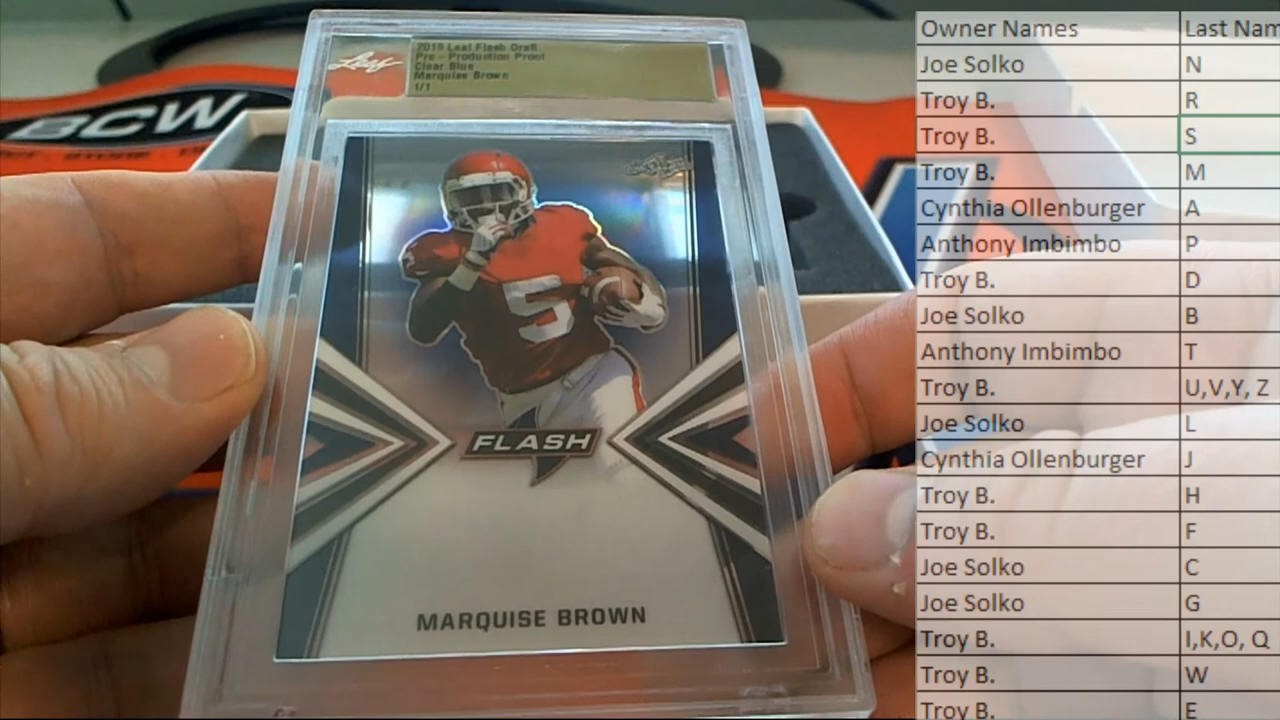 BCW
Leaf
2019 Leaf Flash Draft
Pre - Production Proof
Clear Blue
Marquise Brown
1/1
5
FLASH
MARQUISE BROWN
Owner Names Last Nam
Joe Solko N
Troy B. R
Troy B. S
Troy B. M
Cynthia Ollenburger A
Anthony Imbimbo P
Troy B. D
Joe Solko B
Anthony Imbimbo T
Troy B. U,V,Y, Z
Joe Solko L
Cynthia Ollenburger J
Troy B. H
Troy B. F
Joe Solko C
Joe Solko G
Troy B. I,K,O, Q
Troy B. W
Troy B. E